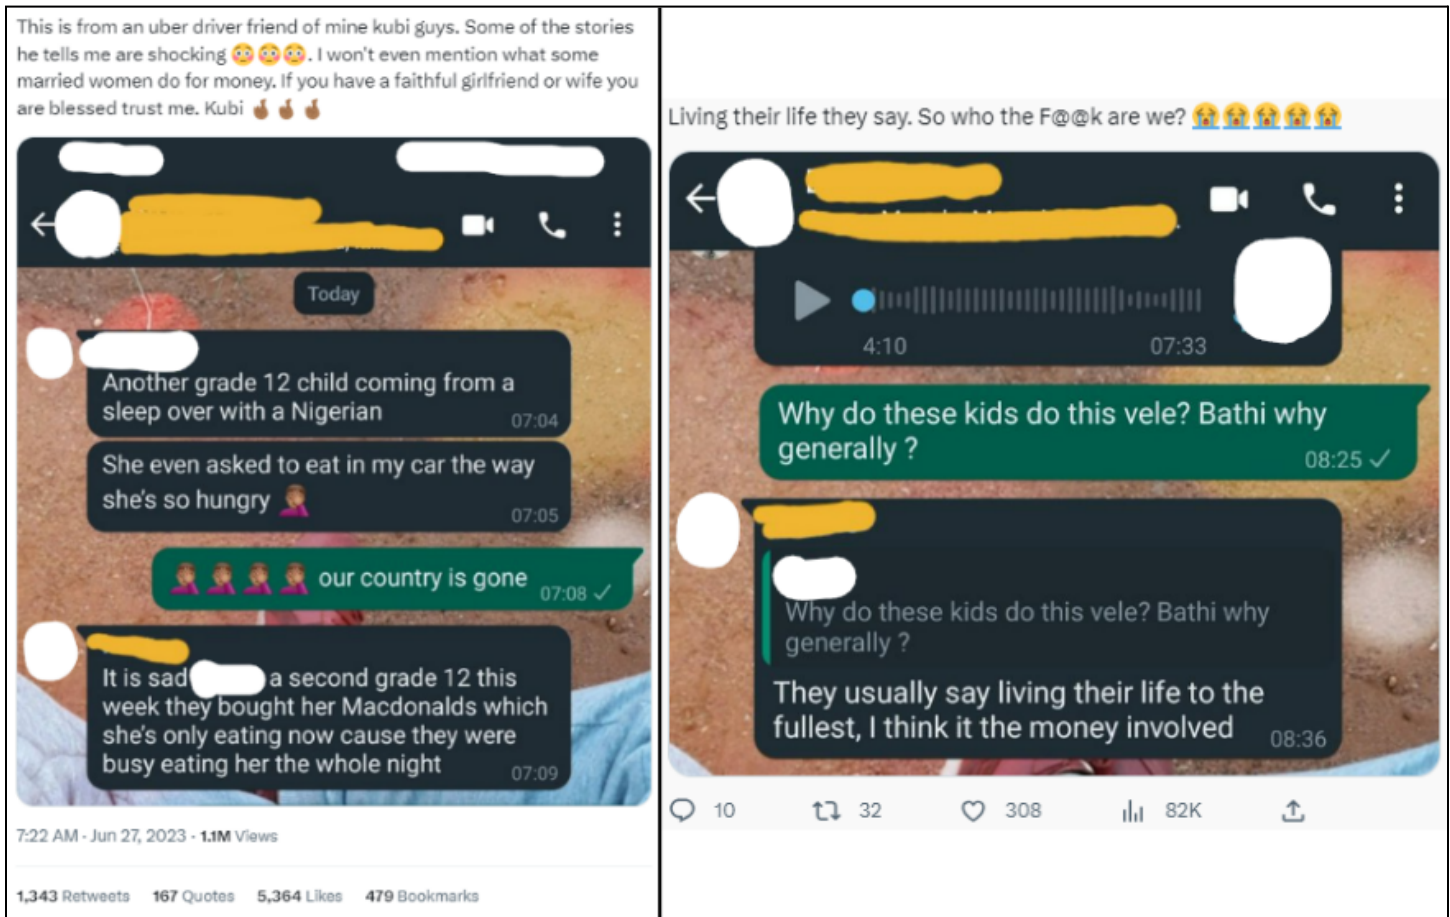 This is from an uber driver friend of mine kubi guys. Some of the stories
he tells me are shocking 😳😳😳. I won't even mention what some
married women do for money. If you have a faithful girlfriend or wife you
are blessed trust me. Kubi 🤞🏾🤞🏾🤞🏾
Today
Another grade 12 child coming from a
sleep over with a Nigerian
07:04
She even asked to eat in my car the way
she's so hungry 🤦🏽‍♀️
07:05
🤦🏽‍♀️🤦🏽‍♀️🤦🏽‍♀️🤦🏽‍♀️ our country is gone
07:08 ✓
It is sad a second grade 12 this
week they bought her Macdonalds which
she's only eating now cause they were
busy eating her the whole night
07:09
7:22 AM · Jun 27, 2023 · 1.1M Views
1,343 Retweets 167 Quotes 5,364 Likes 479 Bookmarks
Living their life they say. So who the F@@k are we? 😭😭😭😭😭
4:10 07:33
Why do these kids do this vele? Bathi why
generally ?
08:25 ✓
Why do these kids do this vele? Bathi why
generally ?
They usually say living their life to the
fullest, I think it the money involved
08:36
10 32 308 82K